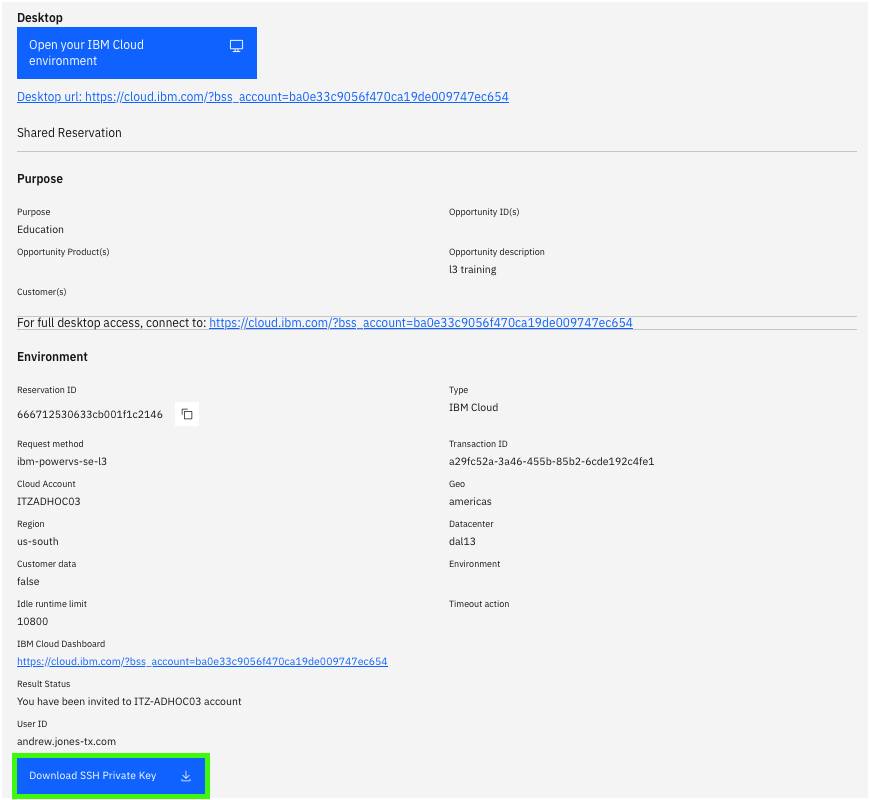 Desktop
Open your IBM Cloud
environment
Desktop url: https://cloud.ibm.com/?bss_account=ba0e33c9056f470ca19de009747ec654
Shared Reservation
Purpose
Purpose
Opportunity ID(s)
Education
Opportunity Product(s)
Opportunity description
l3 training
Customer(s)
For full desktop access, connect to: https://cloud.ibm.com/?bss_account=ba0e33c9056f470ca19de009747ec654
Environment
Reservation ID
Type
666712530633cb001f1c2146
IBM Cloud
Request method
Transaction ID
ibm-powervs-se-l3
a29fc52a-3a46-455b-85b2-6cde192c4fe1
Cloud Account
Geo
ITZADHOC03
americas
Region
Datacenter
us-south
dal13
Customer data
Environment
false
Idle runtime limit
Timeout action
10800
IBM Cloud Dashboard
https://cloud.ibm.com/?bss_account=ba0e33c9056f470ca19de009747ec654
Result Status
You have been invited to ITZ-ADHOC03 account
User ID
andrew.jones-tx.com
Download SSH Private Key